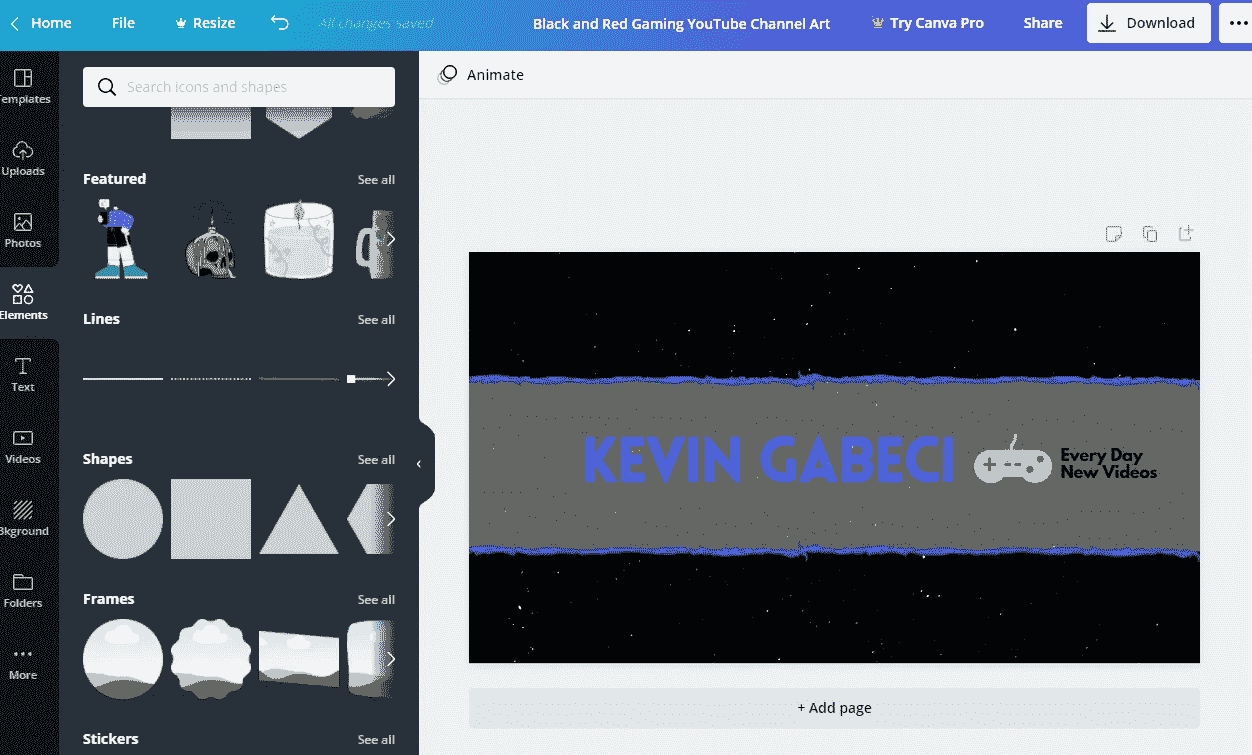 Home File Resize All changes saved Black and Red Gaming YouTube Channel Art Try Canva Pro Share Download
Templates
Uploads
Photos
Elements
Text
Videos
Bkground
Folders
More
Search icons and shapes
Featured See all
Lines See all
Shapes See all
Frames See all
Stickers See all
Animate
KEVIN GABECI
Every Day
New Videos
+ Add page